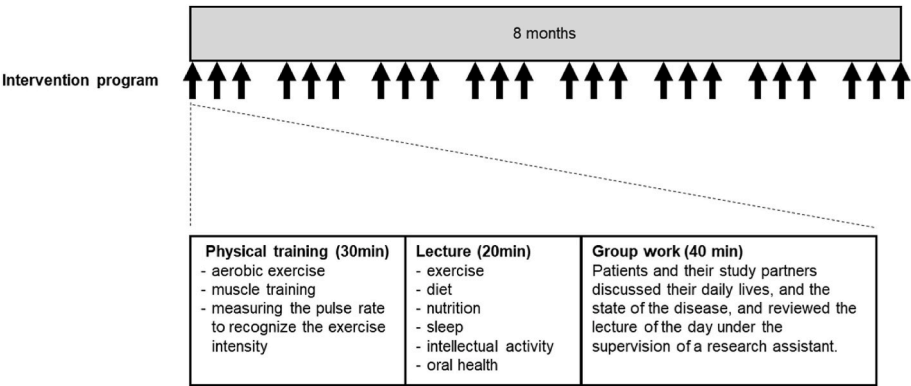 8 months
Intervention program
Physical training (30min)
- aerobic exercise
- muscle training
- measuring the pulse rate
to recognize the exercise
intensity
Lecture (20min)
- exercise
- diet
- nutrition
- sleep
- intellectual activity
- oral health
Group work (40 min)
Patients and their study partners
discussed their daily lives, and the
state of the disease, and reviewed the
lecture of the day under the
supervision of a research assistant.